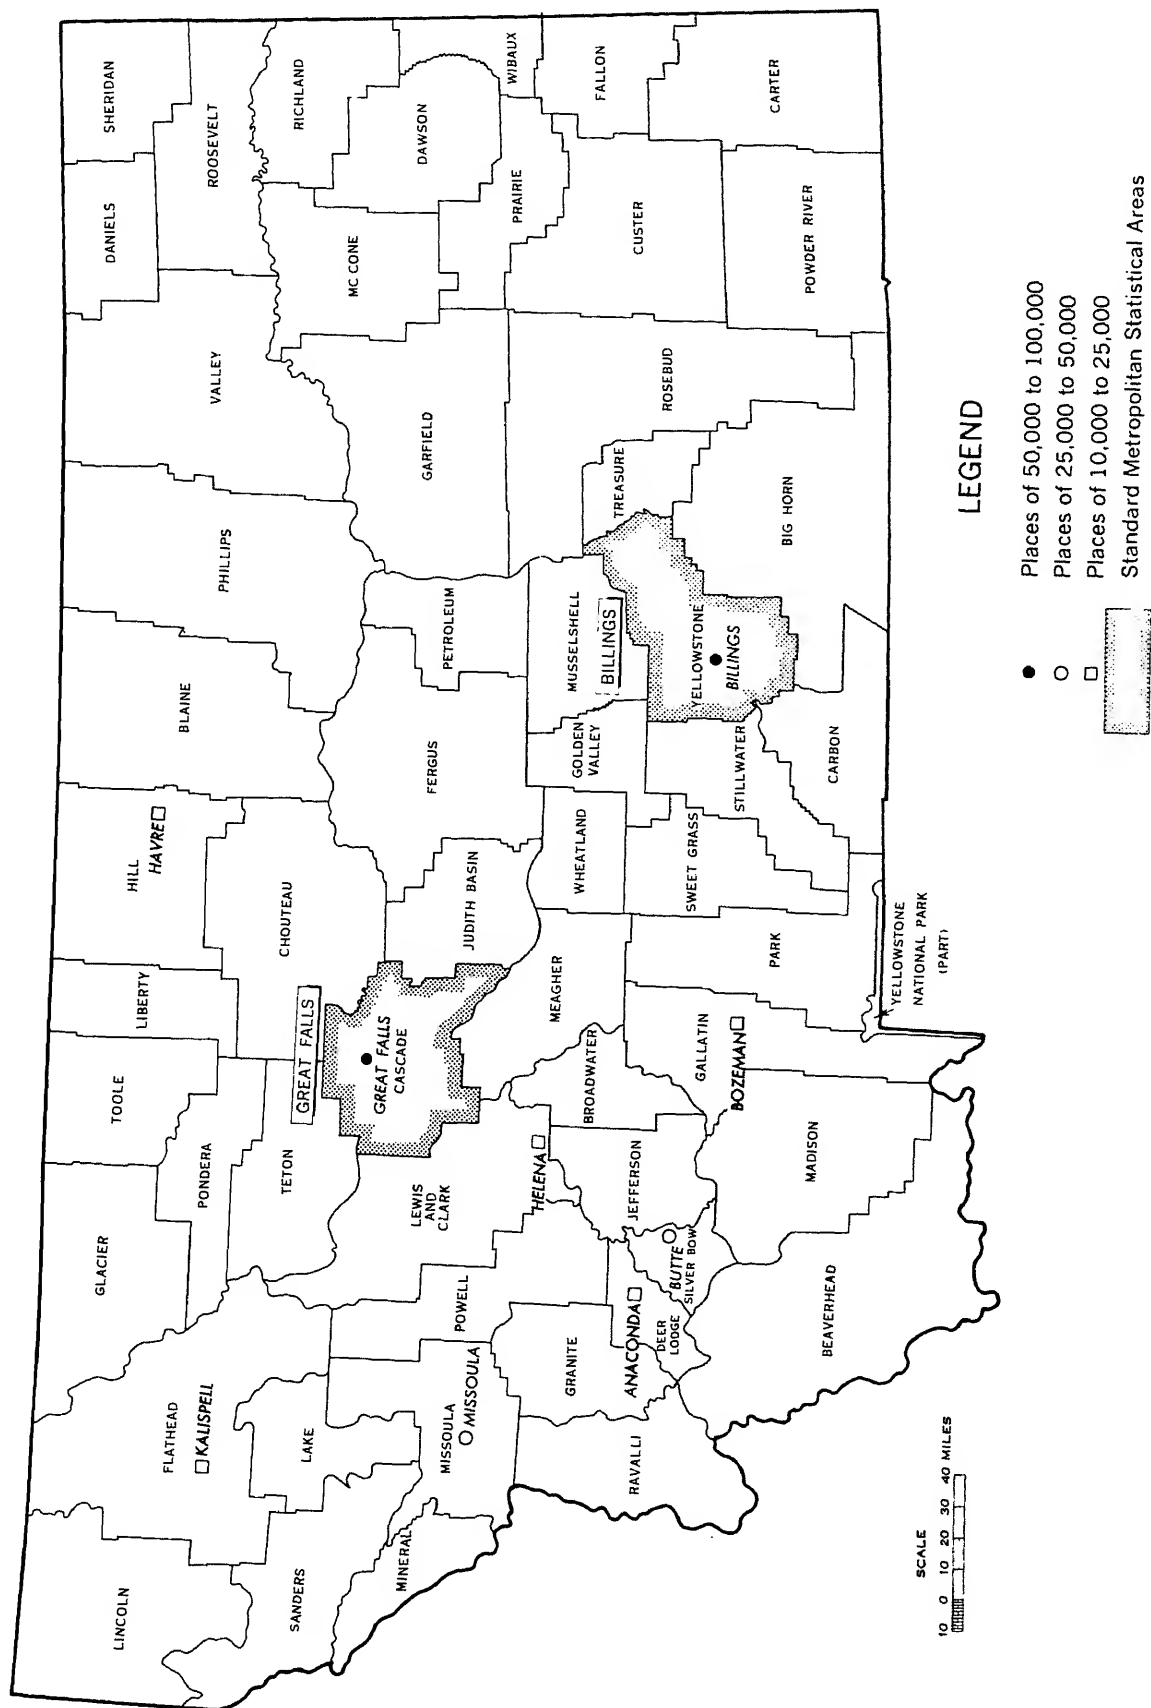 LINCOLN
FLATHEAD
KALISPELL
GLACIER
TOOLE
LIBERTY
HILL
HAVRE
BLAINE
PHILLIPS
VALLEY
DANIELS
SHERIDAN
ROOSEVELT
SANDERS
LAKE
PONDERA
TETON
CHOUTEAU
GREAT FALLS
GREAT FALLS
CASCADE
RICHLAND
MC CONE
DAWSON
WIBAUX
PRAIRIE
GARFIELD
PETROLEUM
FERGUS
JUDITH BASIN
LEWIS
AND
CLARK
POWELL
MISSOULA
MISSOULA
MINERAL
GRANITE
HELENA
MEAGHER
BROADWATER
WHEATLAND
GOLDEN
VALLEY
MUSSELSHELL
BILLINGS
TREASURE
ROSEBUD
CUSTER
FALLON
CARTER
POWDER RIVER
BIG HORN
YELLOWSTONE
BILLINGS
STILLWATER
CARBON
SWEET GRASS
PARK
GALLATIN
BOZEMAN
JEFFERSON
MADISON
BUTTE
SILVER BOW
ANACONDA
DEER
LODGE
RAVALLI
BEAVERHEAD
YELLOWSTONE
NATIONAL PARK
(PART)
SCALE
10 0 10 20 30 40 MILES
LEGEND
Places of 50,000 to 100,000
Places of 25,000 to 50,000
Places of 10,000 to 25,000
Standard Metropolitan Statistical Areas